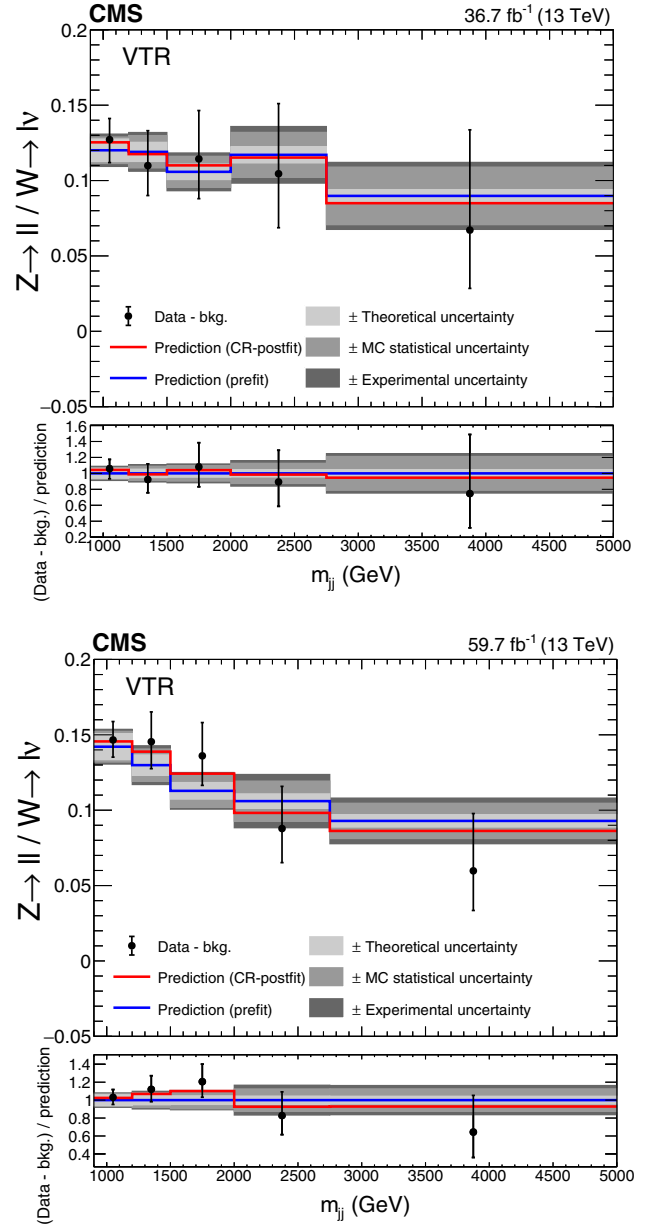 CMS 36.7 fb⁻¹ (13 TeV)
VTR
Z→ ll / W→ lν
0.2
0.15
0.1
0.05
0
−0.05
Data - bkg.
Prediction (CR-postfit)
Prediction (prefit)
± Theoretical uncertainty
± MC statistical uncertainty
± Experimental uncertainty
(Data - bkg.) / prediction
1.6
1.4
1.2
1
0.8
0.6
0.4
0.2
1000 1500 2000 2500 3000 3500 4000 4500 5000
m_jj (GeV)
CMS 59.7 fb⁻¹ (13 TeV)
VTR
Z→ ll / W→ lν
0.2
0.15
0.1
0.05
0
−0.05
Data - bkg.
Prediction (CR-postfit)
Prediction (prefit)
± Theoretical uncertainty
± MC statistical uncertainty
± Experimental uncertainty
(Data - bkg.) / prediction
1.4
1.2
1
0.8
0.6
0.4
1000 1500 2000 2500 3000 3500 4000 4500 5000
m_jj (GeV)